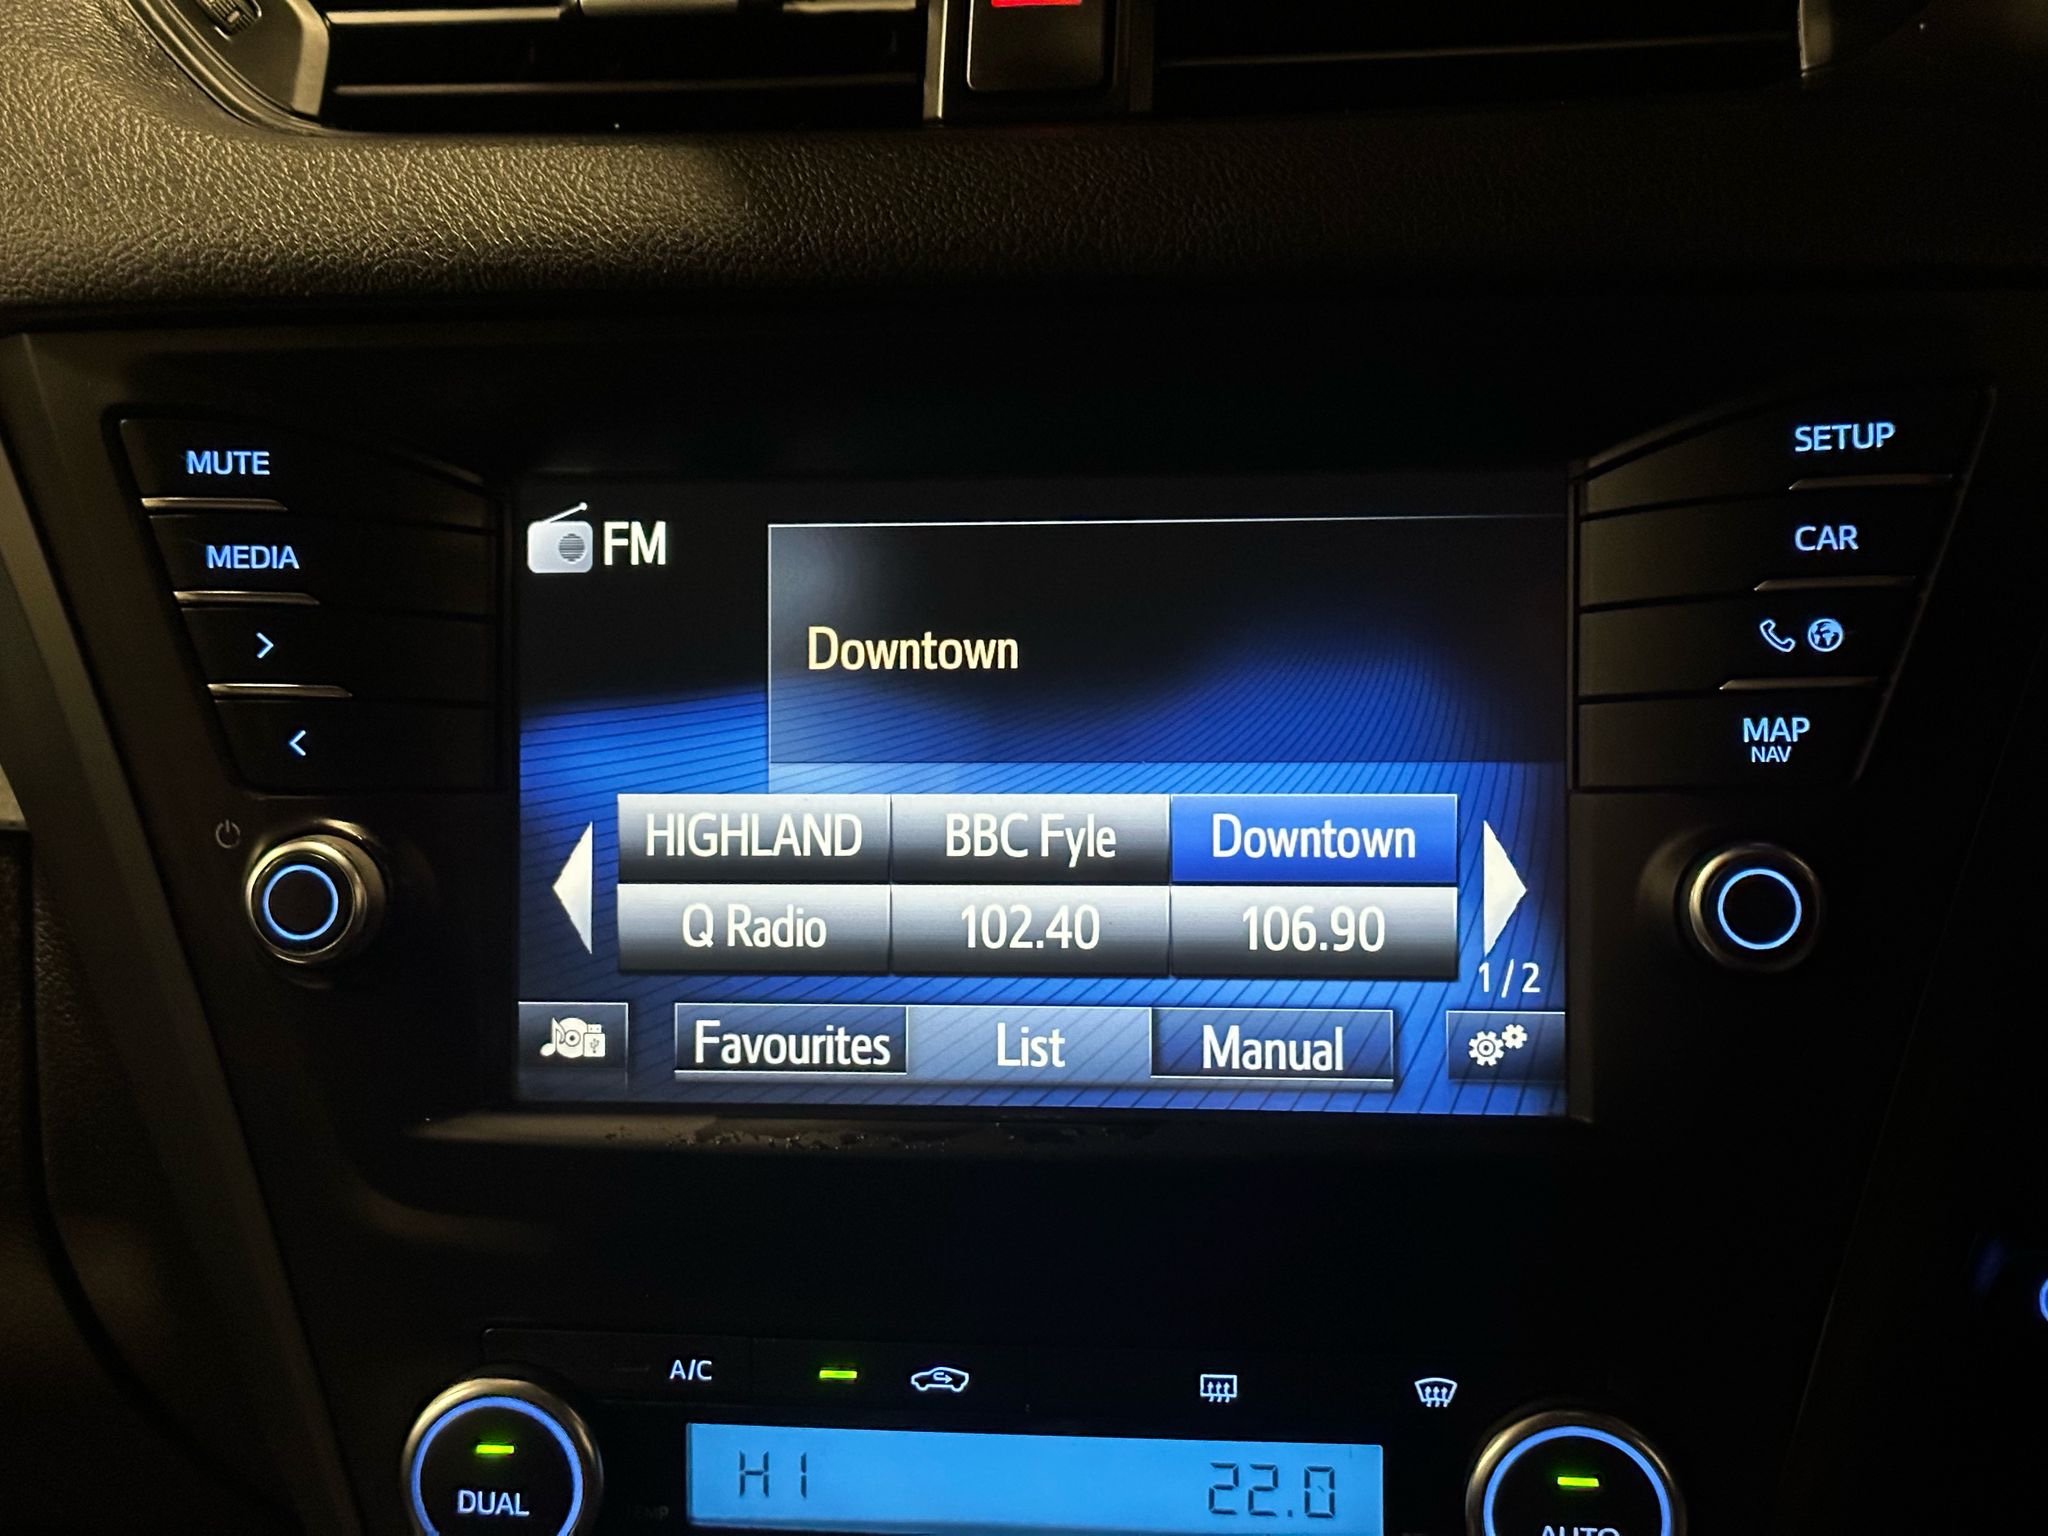 MUTE
MEDIA
SETUP
CAR
MAP
NAV
FM
Downtown
HIGHLAND BBC Fyle Downtown
Q Radio 102.40 106.90
1/2
Favourites List Manual
A/C
HI 22.0
DUAL
AUTO